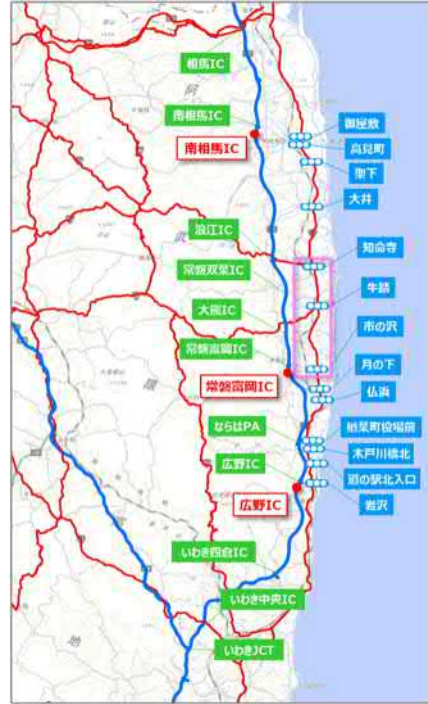 相馬IC
南相馬IC
南相馬IC
御屋敷
高見町
聖下
大井
浪江IC
知命寺
常磐双葉IC
牛踏
大熊IC
市の沢
常磐富岡IC
月の下
常磐富岡IC
仏浜
ならはPA
楢葉町役場前
木戸川橋北
広野IC
道の駅北入口
広野IC
岩沢
いわき四倉IC
いわき中央IC
いわきJCT